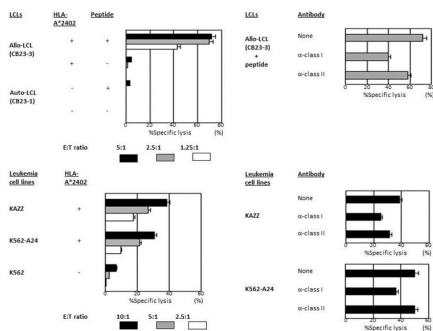 LCLs HLA-A*2402 Peptide
Allo-LCL (CB23-3) + +
+ -
Auto-LCL (CB23-1) - +
- -
0 20 40 60 80
%Specific lysis (%)
E:T ratio 5:1 2.5:1 1.25:1
LCLs Antibody
Allo-LCL (CB23-3) + peptide
None
α-class I
α-class II
0 20 40 60 80
%Specific lysis (%)
Leukemia cell lines HLA-A*2402
KAZZ +
K562-A24 +
K562 -
0 20 40 60
%Specific lysis (%)
E:T ratio 10:1 5:1 2.5:1
Leukemia cell lines Antibody
KAZZ
None
α-class I
α-class II
0 20 40 60
%Specific lysis (%)
K562-A24
None
α-class I
α-class II
0 20 40 60
%Specific lysis (%)